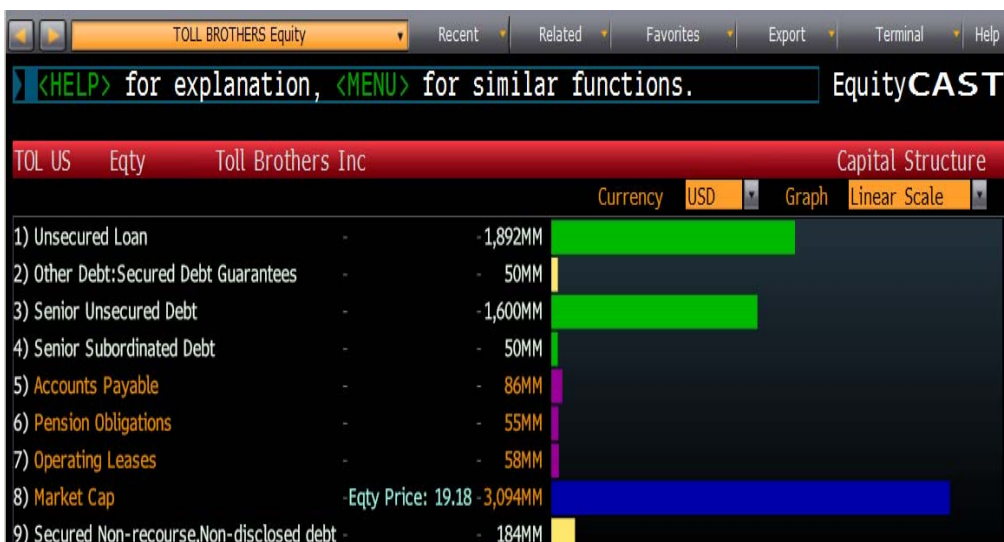 TOLL BROTHERS Equity Recent Related Favorites Export Terminal Help
<HELP> for explanation, <MENU> for similar functions. EquityCAST
TOL US Eqty Toll Brothers Inc Capital Structure
Currency USD Graph Linear Scale
1) Unsecured Loan - -1,892MM
2) Other Debt:Secured Debt Guarantees - - 50MM
3) Senior Unsecured Debt - -1,600MM
4) Senior Subordinated Debt - - 50MM
5) Accounts Payable - - 86MM
6) Pension Obligations - - 55MM
7) Operating Leases - - 58MM
8) Market Cap -Eqty Price: 19.18 -3,094MM
9) Secured Non-recourse,Non-disclosed debt - - 184MM